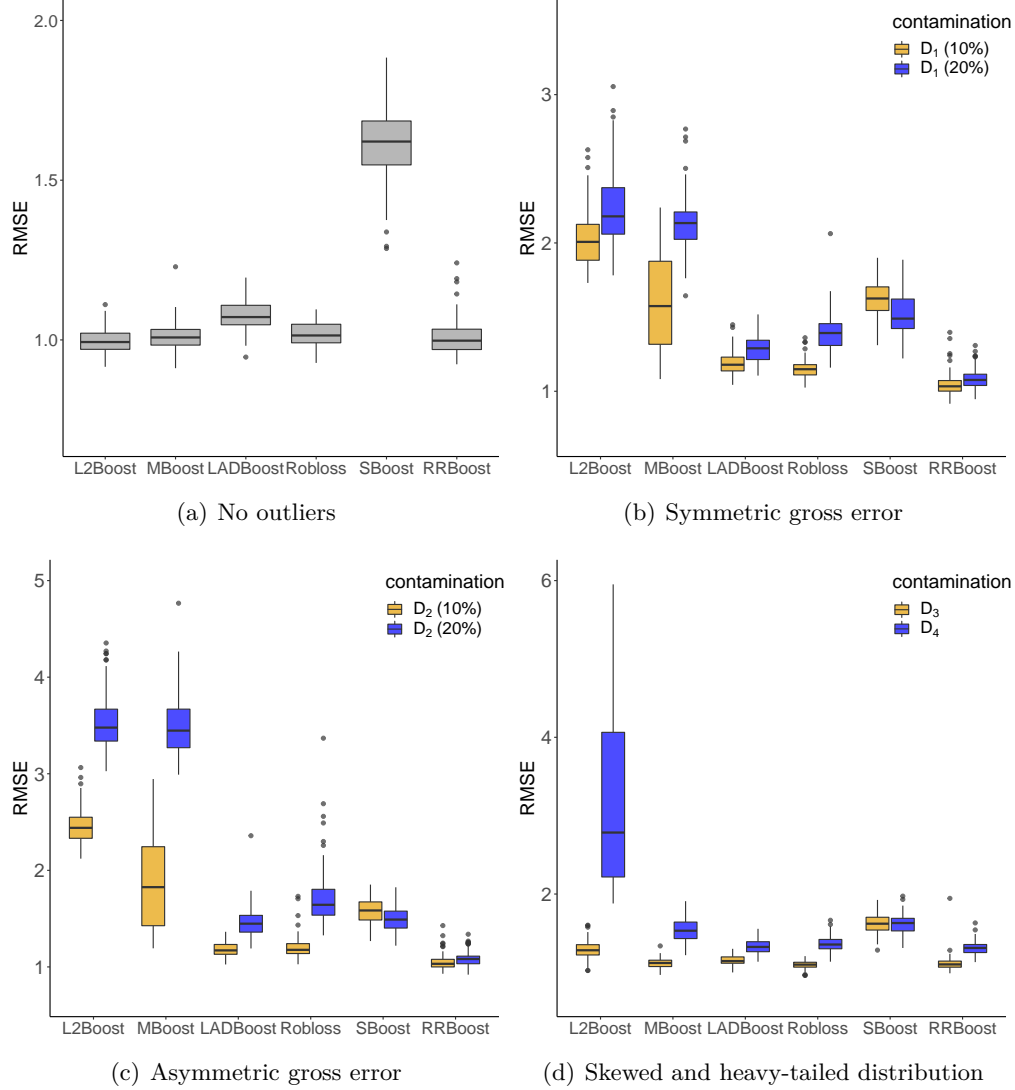 2.0
1.5
1.0
RMSE
L2Boost MBoost LADBoost Robloss SBoost RRBoost
(a) No outliers
contamination
D₁ (10%)
D₁ (20%)
3
2
1
RMSE
L2Boost MBoost LADBoost Robloss SBoost RRBoost
(b) Symmetric gross error
contamination
D₂ (10%)
D₂ (20%)
5
4
3
2
1
RMSE
L2Boost MBoost LADBoost Robloss SBoost RRBoost
(c) Asymmetric gross error
contamination
D₃
D₄
6
4
2
RMSE
L2Boost MBoost LADBoost Robloss SBoost RRBoost
(d) Skewed and heavy-tailed distribution